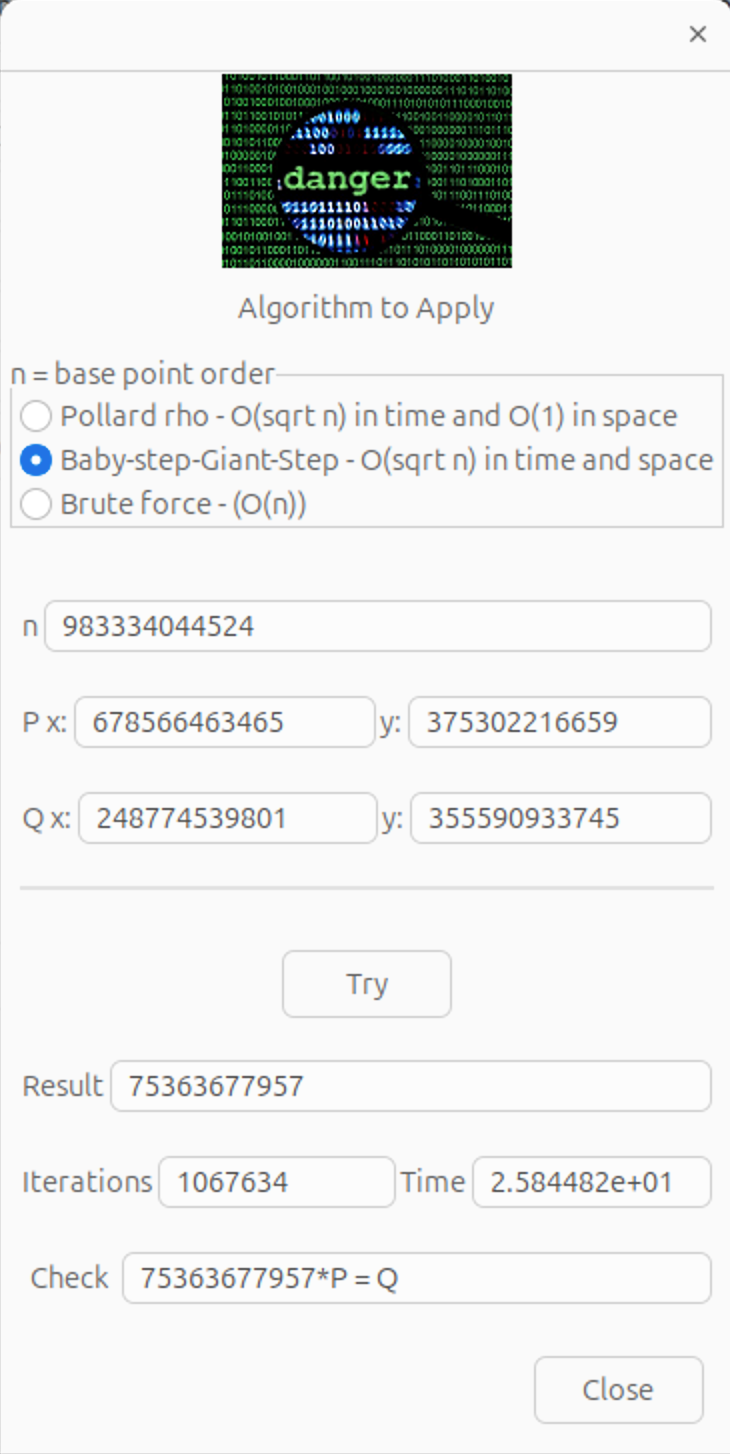 ×
danger
Algorithm to Apply
n = base point order
Pollard rho - O(sqrt n) in time and O(1) in space
Baby-step-Giant-Step - O(sqrt n) in time and space
Brute force - (O(n))
n 983334044524
P x: 678566463465 y: 375302216659
Q x: 248774539801 y: 355590933745
Try
Result 75363677957
Iterations 1067634 Time 2.584482e+01
Check 75363677957*P = Q
Close